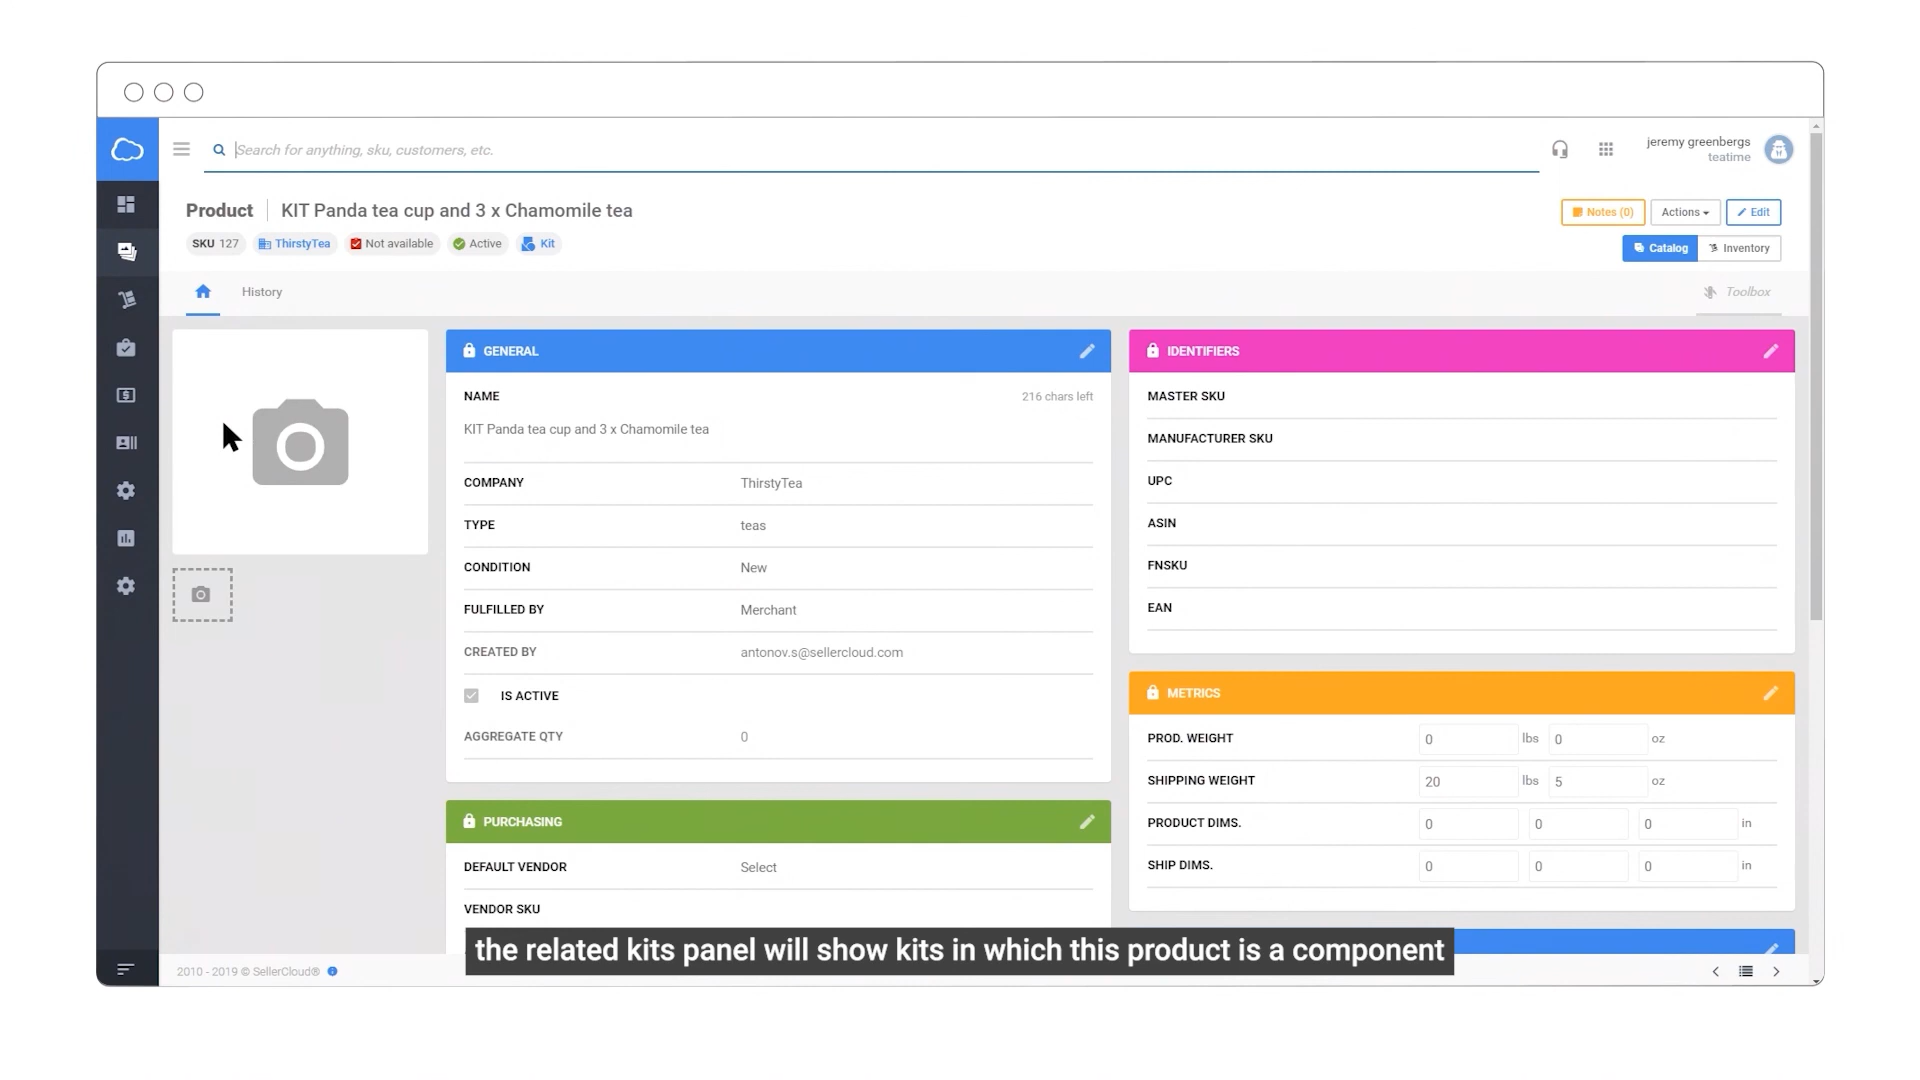 Search for anything, sku, customers, etc.
jeremy greenbergs
teatime
Product
KIT Panda tea cup and 3 x Chamomile tea
Notes (0)
Actions
Edit
SKU 127
ThirstyTea
Not available
Active
Kit
Catalog
Inventory
History
Toolbox
GENERAL
NAME
216 chars left
KIT Panda tea cup and 3 x Chamomile tea
COMPANY
ThirstyTea
TYPE
teas
CONDITION
New
FULFILLED BY
Merchant
CREATED BY
antonov.s@sellercloud.com
IS ACTIVE
AGGREGATE QTY
0
PURCHASING
DEFAULT VENDOR
Select
VENDOR SKU
IDENTIFIERS
MASTER SKU
MANUFACTURER SKU
UPC
ASIN
FNSKU
EAN
METRICS
PROD. WEIGHT
0 lbs 0 oz
SHIPPING WEIGHT
20 lbs 5 oz
PRODUCT DIMS.
0 0 0 in
SHIP DIMS.
0 0 0 in
the related kits panel will show kits in which this product is a component
2010 - 2019 © SellerCloud®